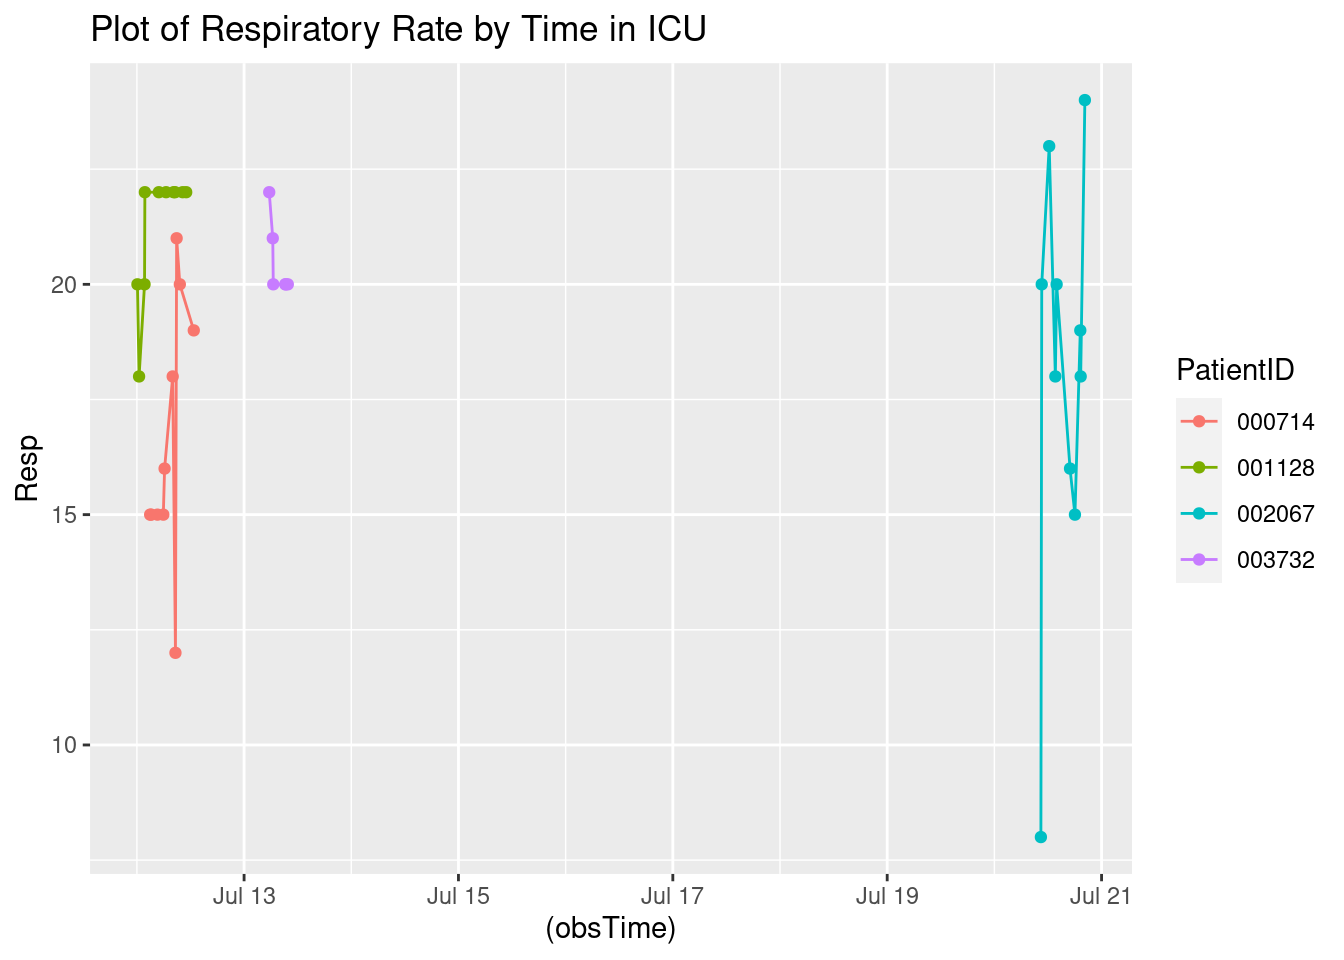 Plot of Respiratory Rate by Time in ICU
Resp
20
15
10
Jul 13 Jul 15 Jul 17 Jul 19 Jul 21
(obsTime)
PatientID
000714
001128
002067
003732